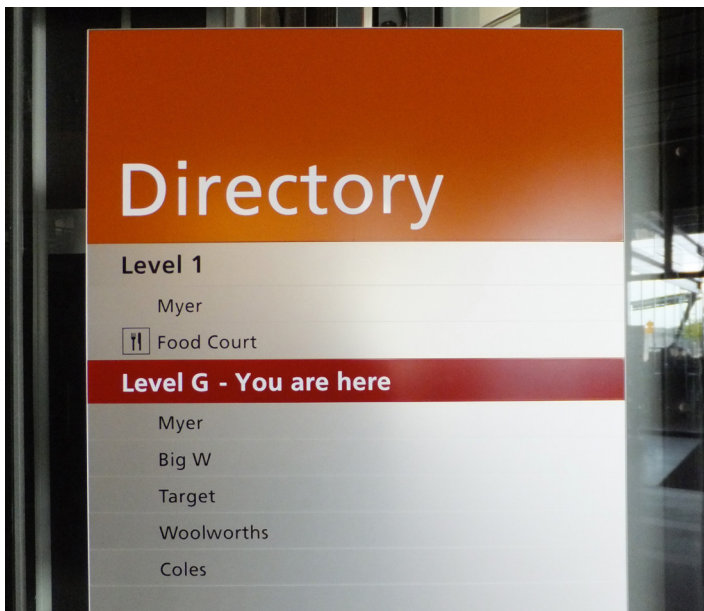 Directory
Level 1
Myer
Food Court
Level G - You are here
Myer
Big W
Target
Woolworths
Coles